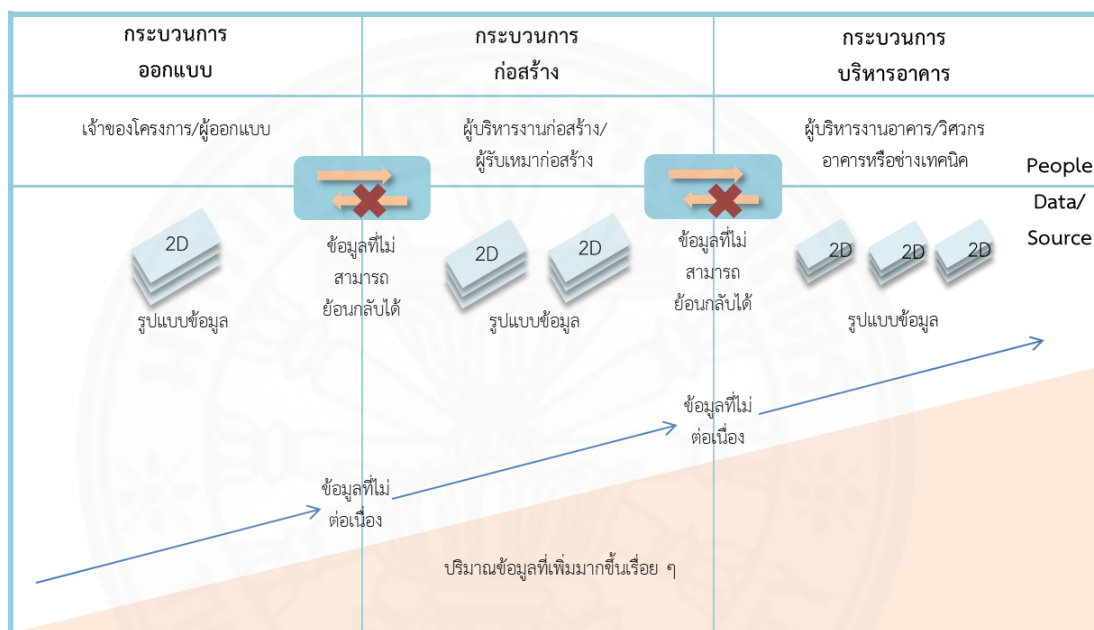 กระบวนการ
ออกแบบ
กระบวนการ
ก่อสร้าง
กระบวนการ
บริหารอาคาร
เจ้าของโครงการ/ผู้ออกแบบ
ผู้บริหารงานก่อสร้าง/
ผู้รับเหมาก่อสร้าง
ผู้บริหารงานอาคาร/วิศวกร
อาคารหรือช่างเทคนิค
People
Data/
Source
2D
รูปแบบข้อมูล
ข้อมูลที่ไม่
สามารถ
ย้อนกลับได้
2D
2D
รูปแบบข้อมูล
ข้อมูลที่ไม่
สามารถ
ย้อนกลับได้
2D
2D
2D
รูปแบบข้อมูล
ข้อมูลที่ไม่
ต่อเนื่อง
ข้อมูลที่ไม่
ต่อเนื่อง
ปริมาณข้อมูลที่เพิ่มมากขึ้นเรื่อย ๆ